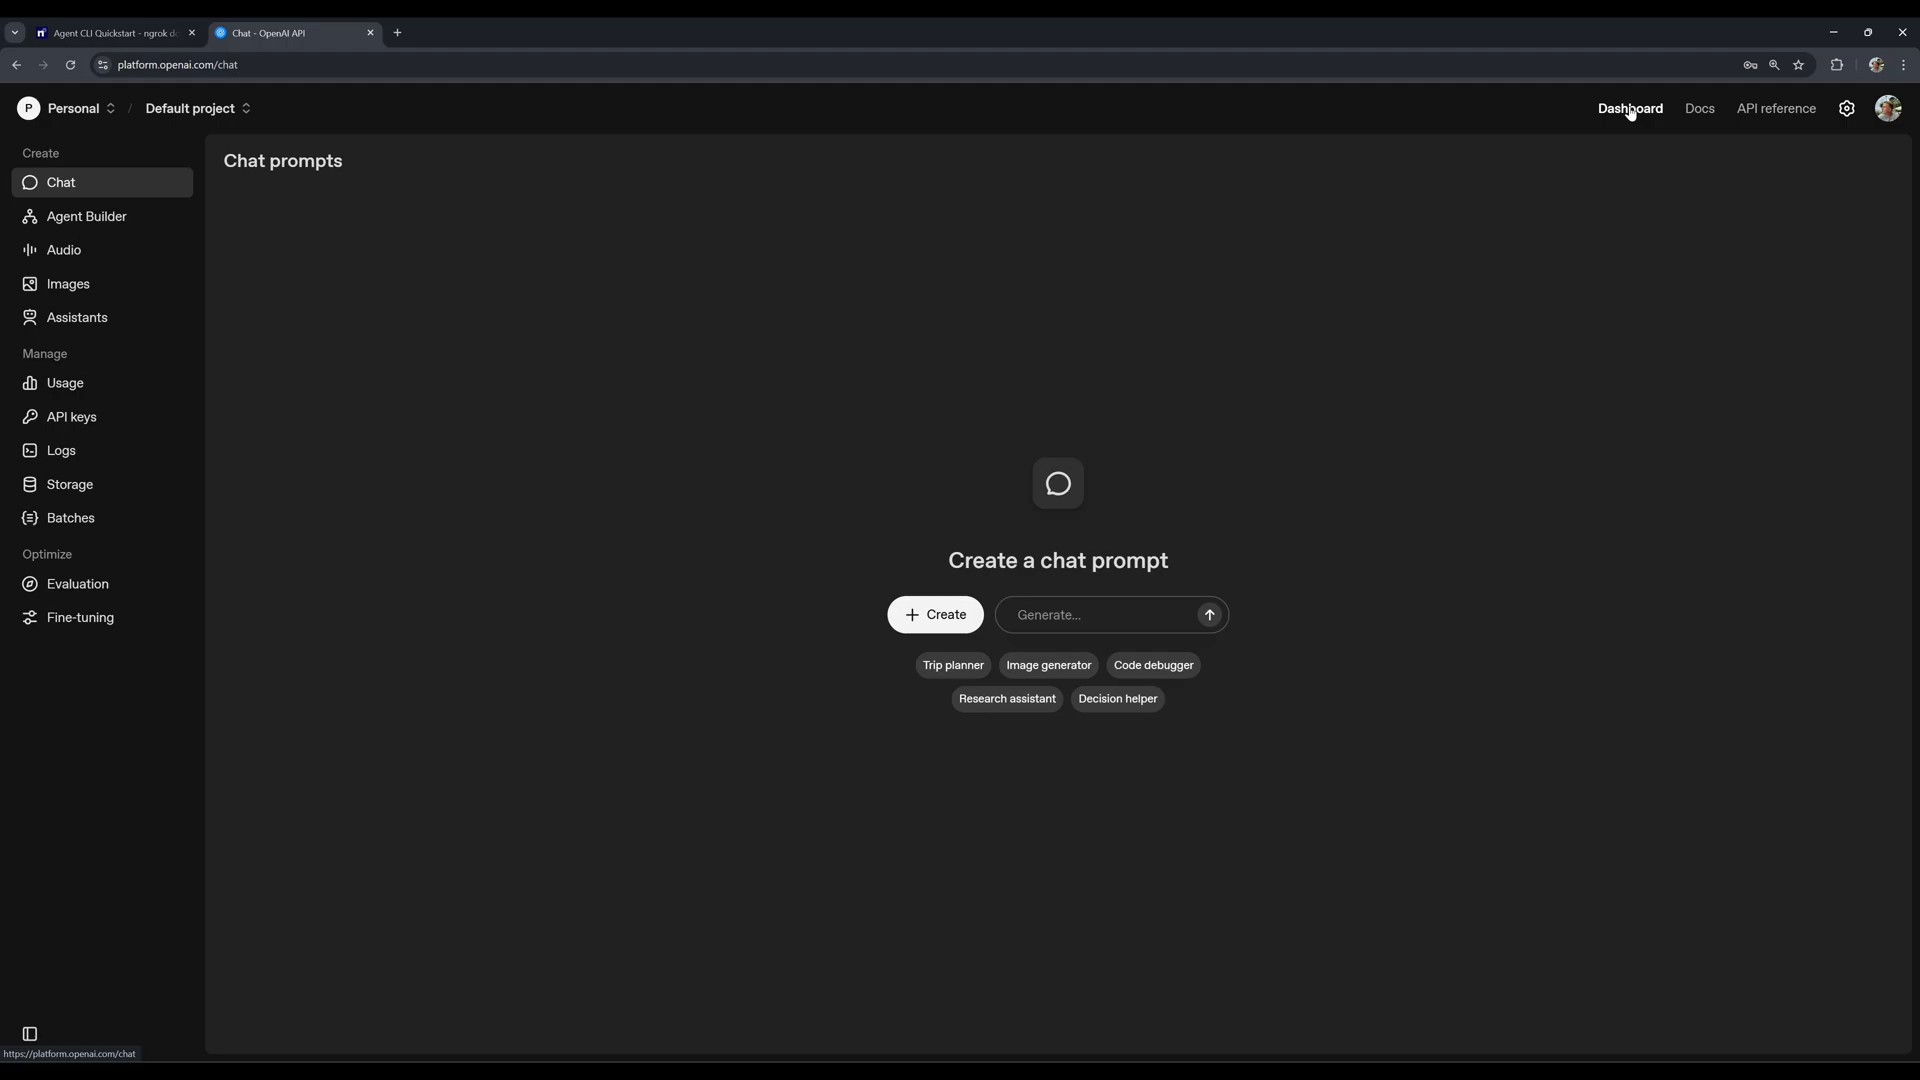 Agent CLI Quickstart - ngrok d
Chat - OpenAI API
platform.openai.com/chat
P Personal / Default project
Dashboard Docs API reference
Create
Chat
Agent Builder
Audio
Images
Assistants
Manage
Usage
API keys
Logs
Storage
Batches
Optimize
Evaluation
Fine-tuning
Chat prompts
Create a chat prompt
Create Generate...
Trip planner Image generator Code debugger
Research assistant Decision helper
https://platform.openai.com/chat